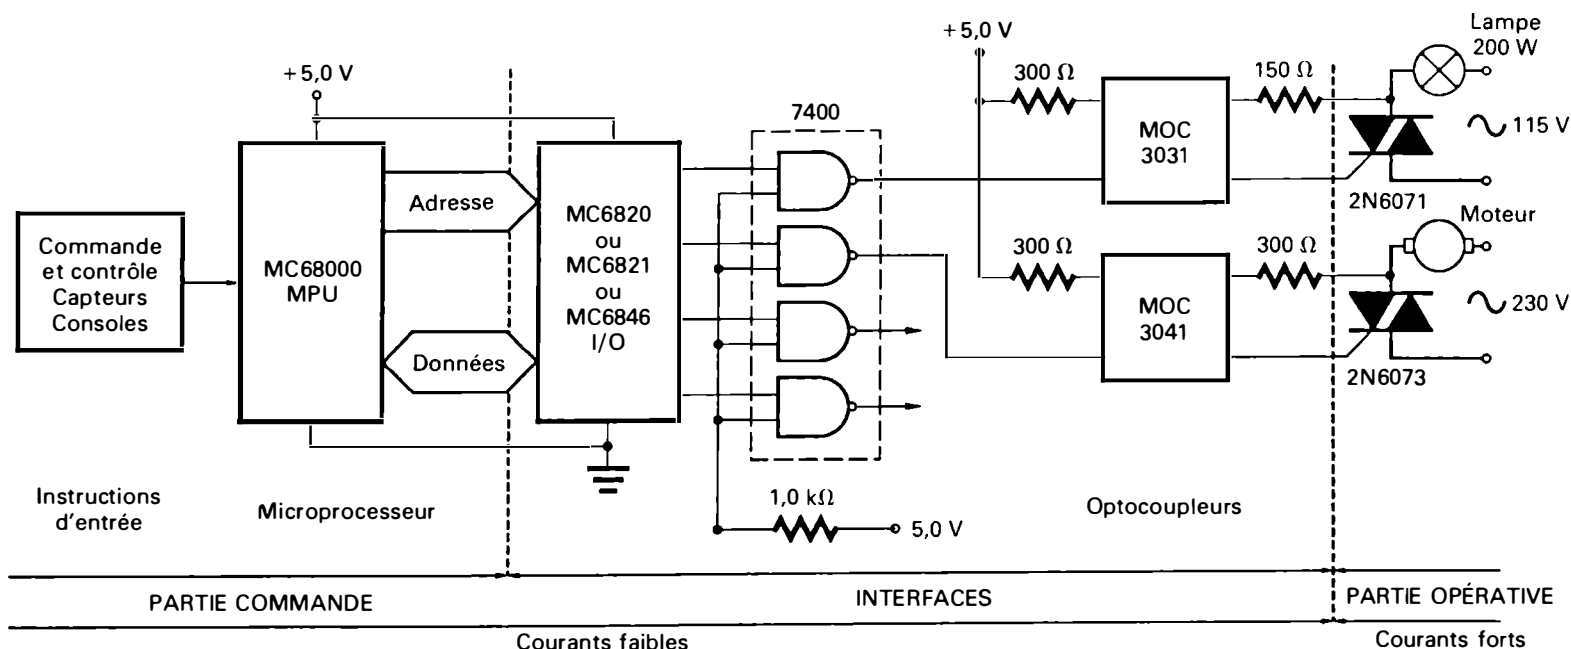 +5,0 V
Commande
et contrôle
Capteurs
Consoles
MC68000
MPU
Adresse
Données
MC6820
ou
MC6821
ou
MC6846
I/O
7400
1,0 kΩ
5,0 V
+5,0 V
300 Ω
MOC
3031
150 Ω
Lampe
200 W
115 V
2N6071
300 Ω
MOC
3041
300 Ω
Moteur
230 V
2N6073
Instructions
d'entrée
Microprocesseur
Optocoupleurs
PARTIE COMMANDE
INTERFACES
PARTIE OPÉRATIVE
Courants faibles
Courants forts